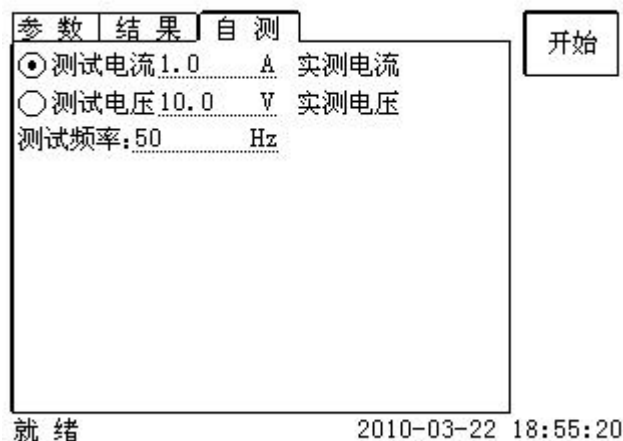 参 数 结 果 自 测 开始
测试电流1.0 A 实测电流
测试电压10.0 V 实测电压
测试频率:50 Hz
就 绪 2010-03-22 18:55:20